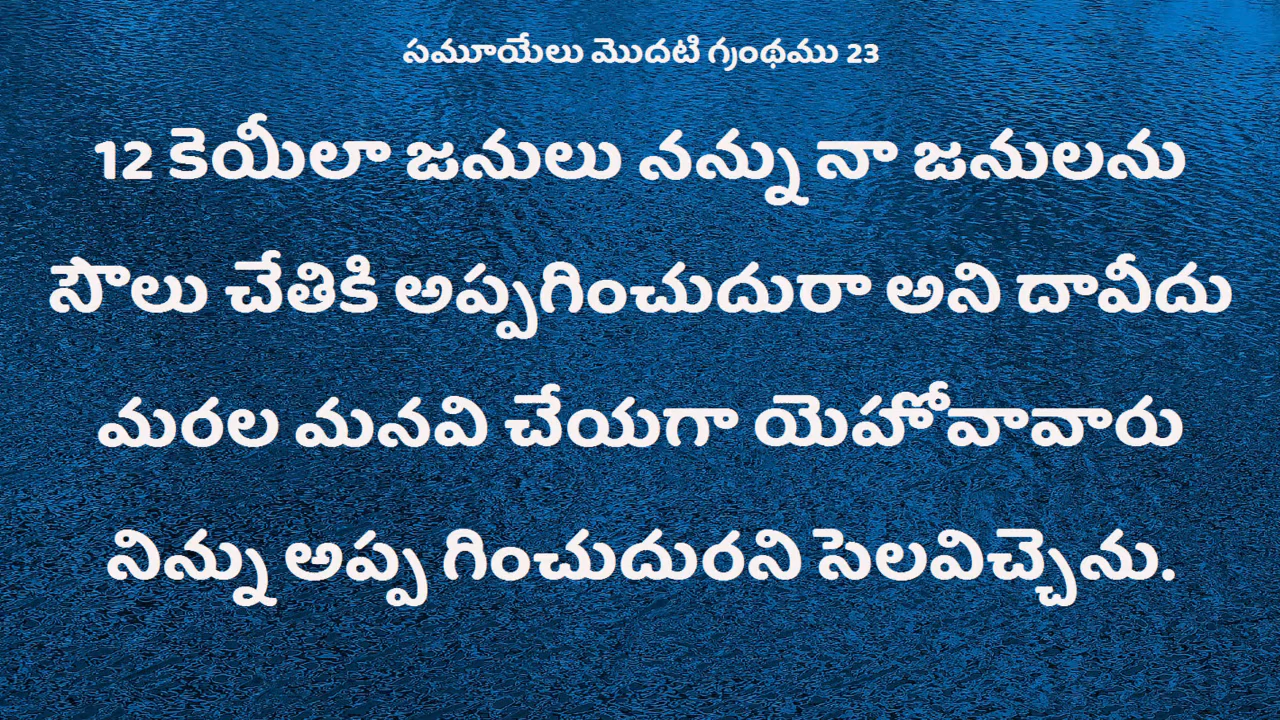 సమూయేలు మొదటి గ్రంథము 23
12 కెయీలా జనులు నన్ను నా జనులను
సౌలు చేతికి అప్పగించుదురా అని దావీదు
మరల మనవి చేయగా యెహోవావారు
నిన్ను అప్ప గించుదురని సెలవిచ్చెను.